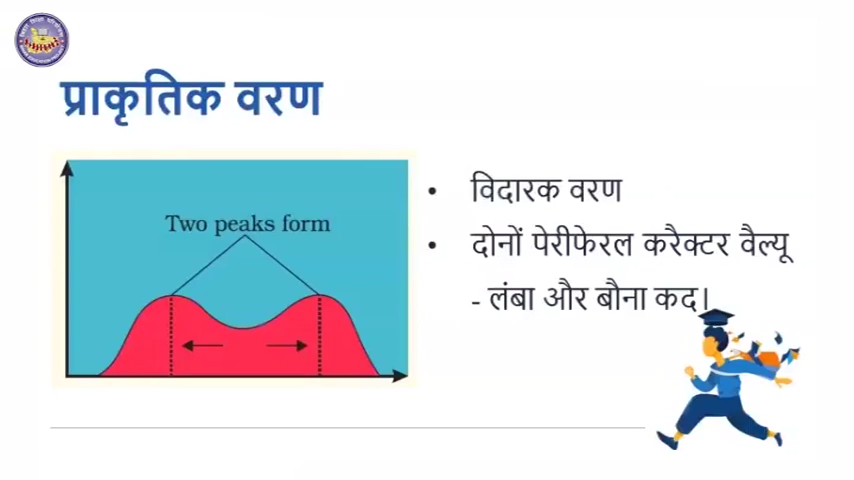 प्राकृतिक वरण
Two peaks form
• विदारक वरण
• दोनों पेरीफेरल करैक्टर वैल्यू
- लंबा और बौना कद।